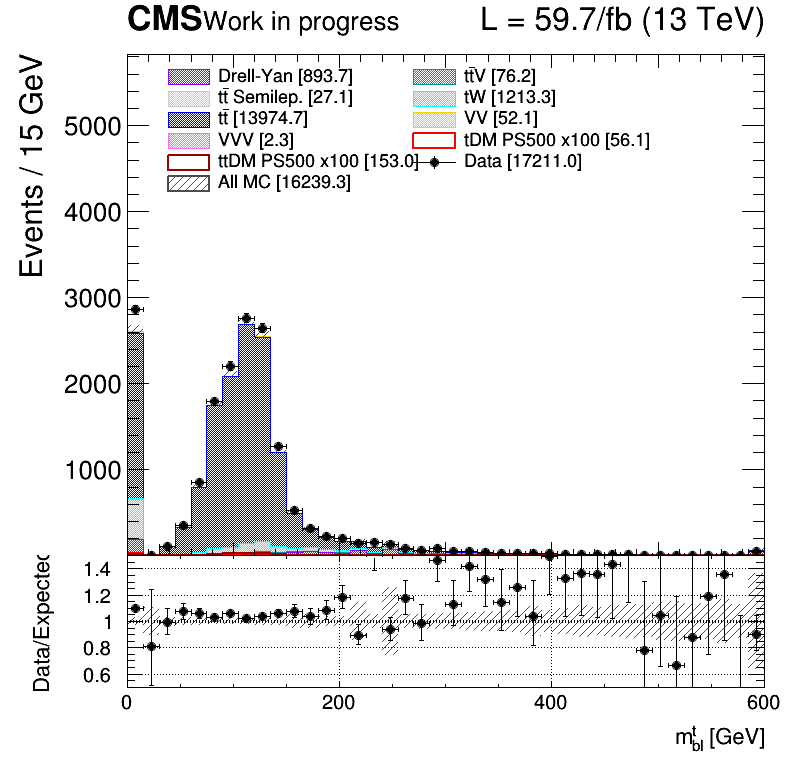 CMS Work in progress L = 59.7/fb (13 TeV)
Events / 15 GeV
Drell-Yan [893.7] tt̄V [76.2]
tt̄ Semilep. [27.1] tW [1213.3]
tt̄ [13974.7] VV [52.1]
VVV [2.3] tDM PS500 x100 [56.1]
ttDM PS500 x100 [153.0] Data [17211.0]
All MC [16239.3]
5000
4000
3000
2000
1000
Data/Expected
1.4
1.2
1
0.8
0.6
0 200 400 600
m^t_bl [GeV]